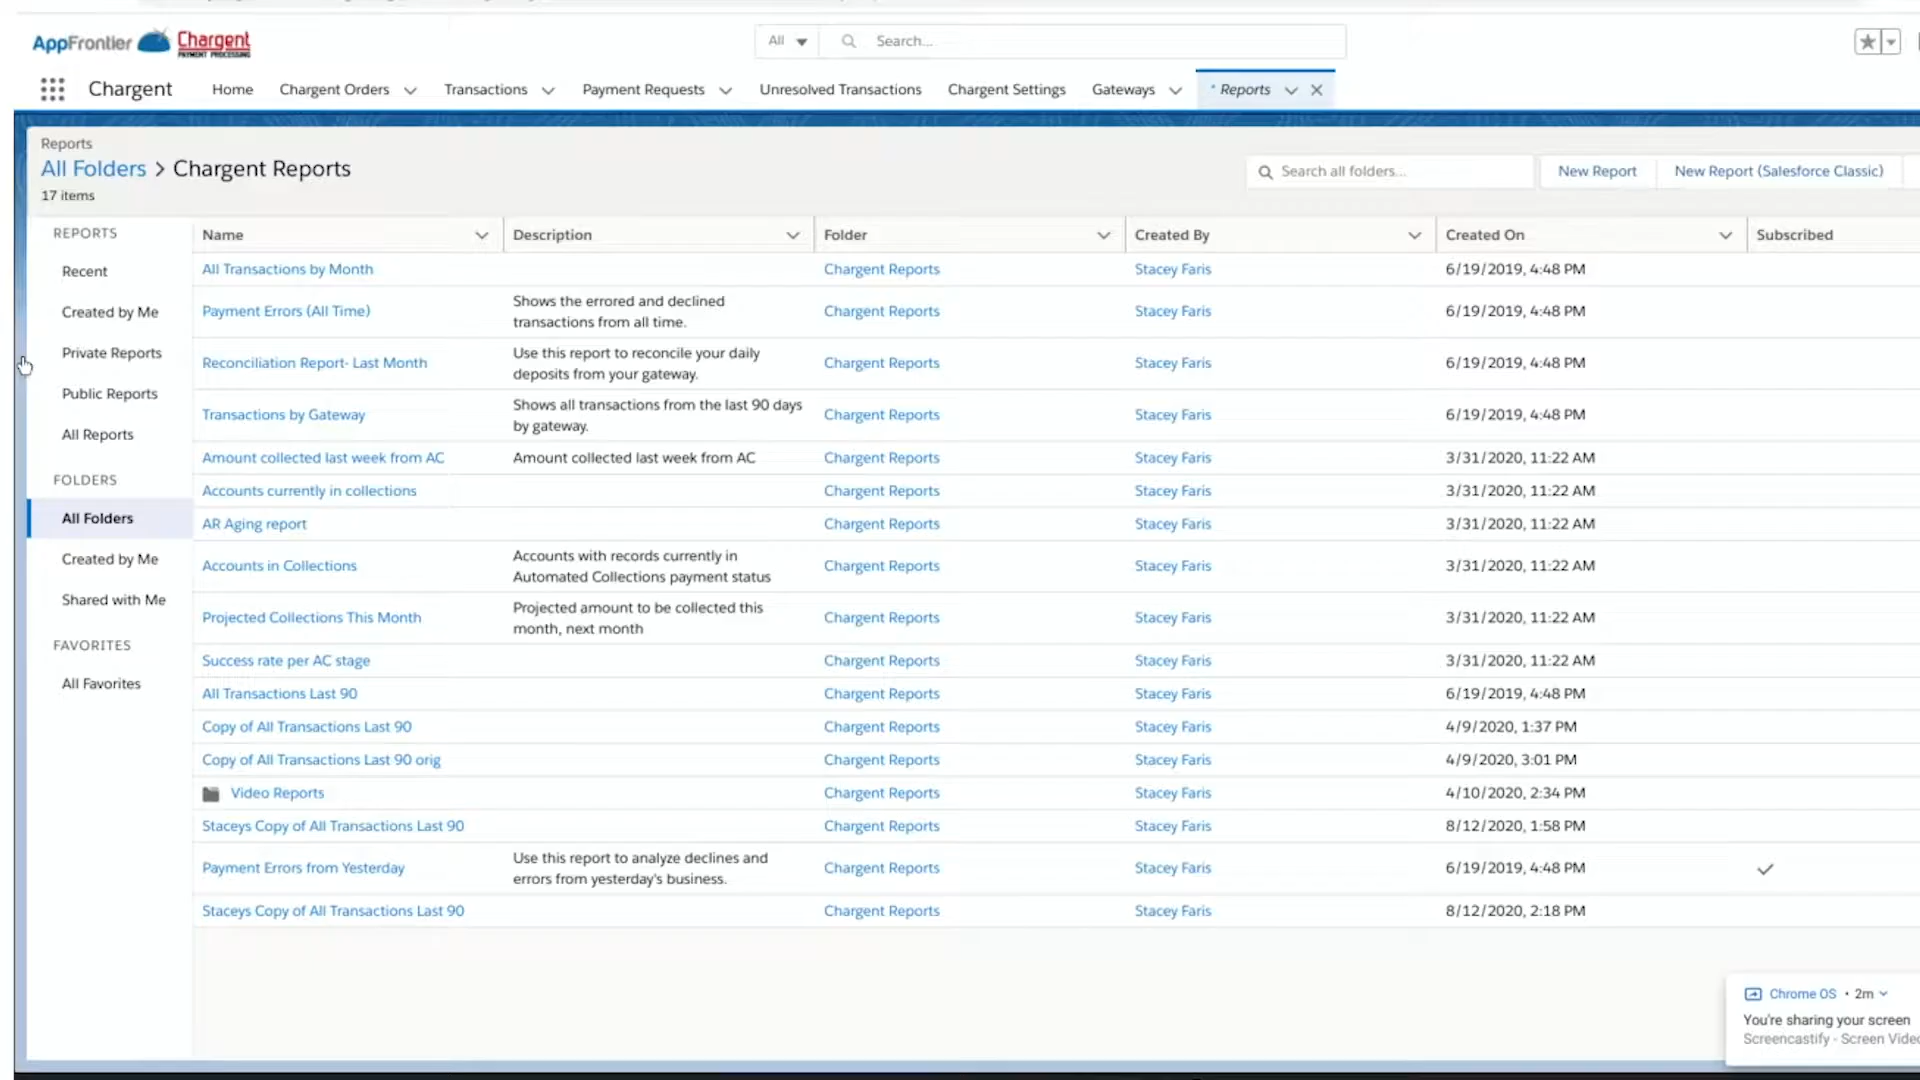 AppFrontier Chargent
PAYMENT PROCESSING
All Search...
Chargent Home Chargent Orders Transactions Payment Requests Unresolved Transactions Chargent Settings Gateways * Reports
Reports
All Folders > Chargent Reports
17 items
Search all folders... New Report New Report (Salesforce Classic)
REPORTS
Recent
Created by Me
Private Reports
Public Reports
All Reports
FOLDERS
All Folders
Created by Me
Shared with Me
FAVORITES
All Favorites
Name Description Folder Created By Created On Subscribed
All Transactions by Month Chargent Reports Stacey Faris 6/19/2019, 4:48 PM
Payment Errors (All Time) Shows the errored and declined Chargent Reports Stacey Faris 6/19/2019, 4:48 PM
transactions from all time.
Reconciliation Report- Last Month Use this report to reconcile your daily Chargent Reports Stacey Faris 6/19/2019, 4:48 PM
deposits from your gateway.
Transactions by Gateway Shows all transactions from the last 90 days Chargent Reports Stacey Faris 6/19/2019, 4:48 PM
by gateway.
Amount collected last week from AC Amount collected last week from AC Chargent Reports Stacey Faris 3/31/2020, 11:22 AM
Accounts currently in collections Chargent Reports Stacey Faris 3/31/2020, 11:22 AM
AR Aging report Chargent Reports Stacey Faris 3/31/2020, 11:22 AM
Accounts in Collections Accounts with records currently in Chargent Reports Stacey Faris 3/31/2020, 11:22 AM
Automated Collections payment status
Projected Collections This Month Projected amount to be collected this Chargent Reports Stacey Faris 3/31/2020, 11:22 AM
month, next month
Success rate per AC stage Chargent Reports Stacey Faris 3/31/2020, 11:22 AM
All Transactions Last 90 Chargent Reports Stacey Faris 6/19/2019, 4:48 PM
Copy of All Transactions Last 90 Chargent Reports Stacey Faris 4/9/2020, 1:37 PM
Copy of All Transactions Last 90 orig Chargent Reports Stacey Faris 4/9/2020, 3:01 PM
Video Reports Chargent Reports Stacey Faris 4/10/2020, 2:34 PM
Staceys Copy of All Transactions Last 90 Chargent Reports Stacey Faris 8/12/2020, 1:58 PM
Payment Errors from Yesterday Use this report to analyze declines and Chargent Reports Stacey Faris 6/19/2019, 4:48 PM
errors from yesterday's business.
Staceys Copy of All Transactions Last 90 Chargent Reports Stacey Faris 8/12/2020, 2:18 PM
Chrome OS • 2m
You're sharing your screen
Screencastify - Screen Video